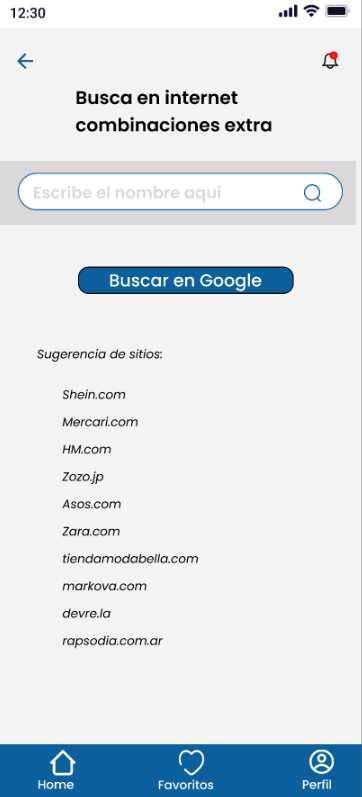 12:30
Busca en internet
combinaciones extra
Escribe el nombre aqui
Buscar en Google
Sugerencia de sitios:
Shein.com
Mercari.com
HM.com
Zozo.jp
Asos.com
Zara.com
tiendamodabella.com
markova.com
devre.la
rapsodia.com.ar
Home
Favoritos
Perfil